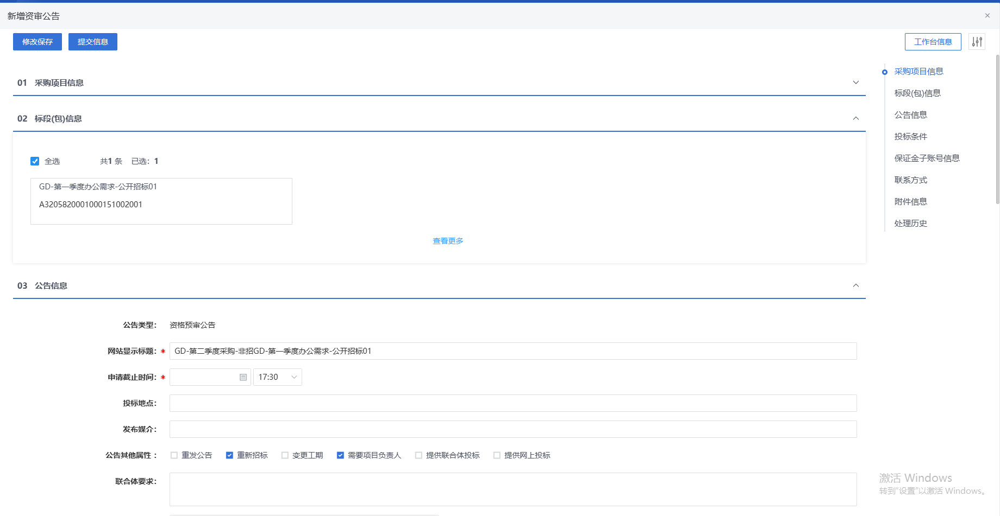 新增资审公告
修改保存 提交信息 工作台信息
01 采购项目信息
02 标段(包)信息
全选 共1 条 已选：1
GD-第一季度办公需求-公开招标01
A3205820001000151002001
查看更多
03 公告信息
公告类型： 资格预审公告
网站显示标题：* GD-第二季度采购-非招GD-第一季度办公需求-公开招标01
申请截止时间：* 17:30
投标地点：
发布媒介：
公告其他属性 ： 重发公告 重新招标 变更工期 需要项目负责人 提供联合体投标 提供网上投标
联合体要求：
采购项目信息
标段(包)信息
公告信息
投标条件
保证金子账号信息
联系方式
附件信息
处理历史
激活 Windows
转到“设置”以激活 Windows。